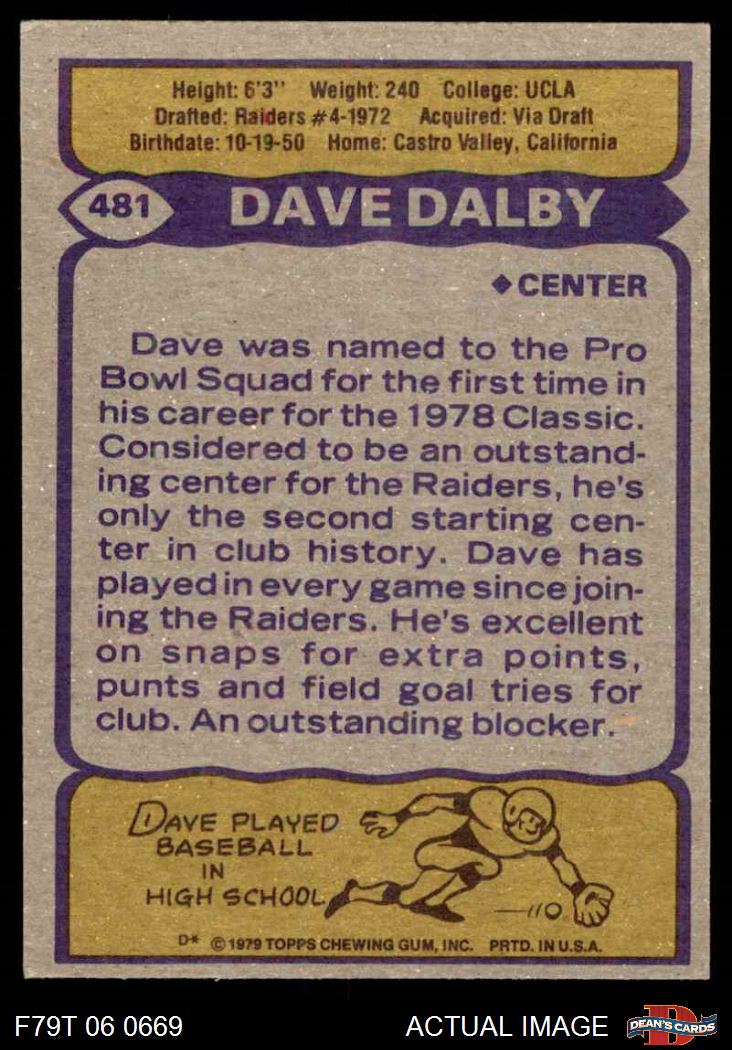 Height: 6'3" Weight: 240 College: UCLA
Drafted: Raiders #4-1972 Acquired: Via Draft
Birthdate: 10-19-50 Home: Castro Valley, California
481 DAVE DALBY
◆CENTER
Dave was named to the Pro
Bowl Squad for the first time in
his career for the 1978 Classic.
Considered to be an outstand-
ing center for the Raiders, he's
only the second starting cen-
ter in club history. Dave has
played in every game since join-
ing the Raiders. He's excellent
on snaps for extra points,
punts and field goal tries for
club. An outstanding blocker.
DAVE PLAYED
BASEBALL
IN
HIGH SCHOOL
D* © 1979 TOPPS CHEWING GUM, INC. PRTD. IN U.S.A.
F79T 06 0669 ACTUAL IMAGE D DEAN'S CARDS